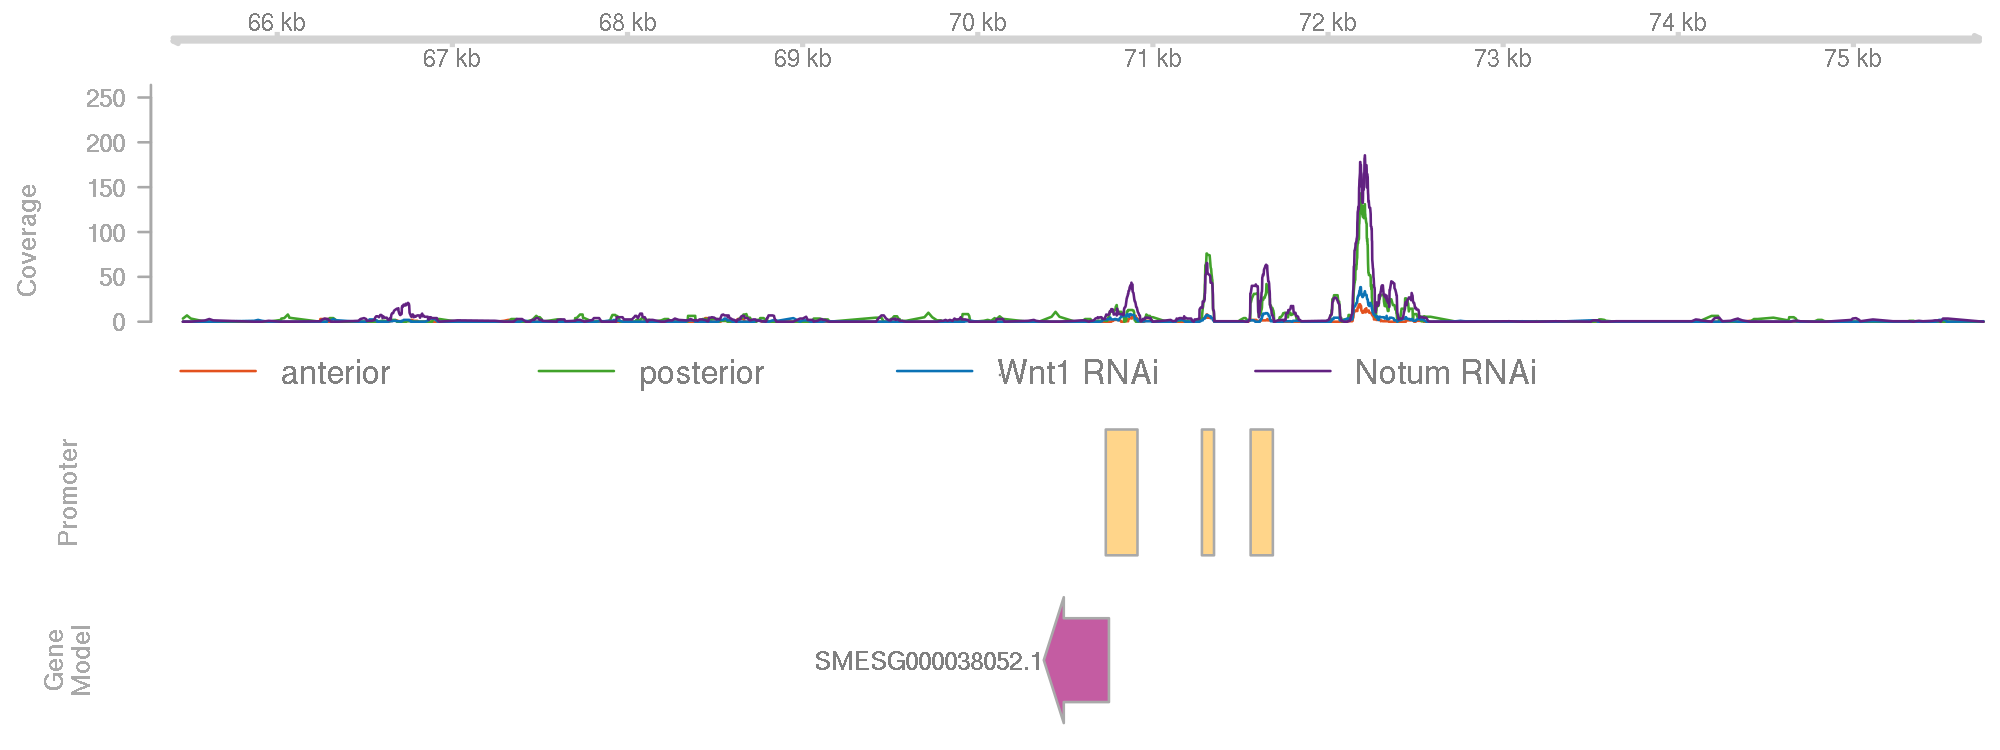 66 kb 68 kb 70 kb 72 kb 74 kb
67 kb 69 kb 71 kb 73 kb 75 kb
250
200
150
100
50
0
Coverage
anterior posterior Wnt1 RNAi Notum RNAi
Promoter
Gene
Model
SMESG000038052.1